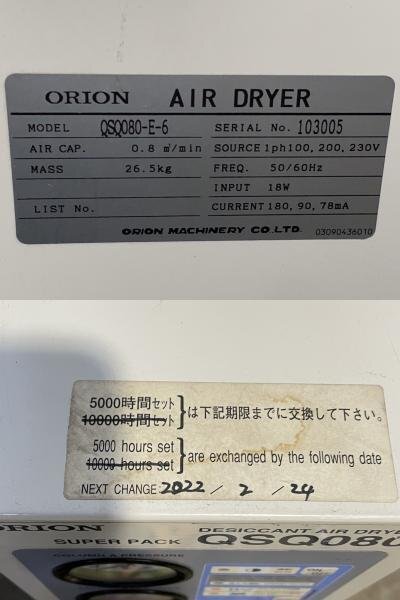 ORION AIR DRYER
MODEL QSQ080-E-6
SERIAL No. 103005
AIR CAP. 0.8 m³/min
SOURCE 1ph100, 200, 230V
MASS 26.5kg
FREQ. 50/60Hz
INPUT 18W
LIST No.
CURRENT 180, 90, 78mA
ORION MACHINERY CO.,LTD. 03090436010
5000時間セット
10000時間セット
は下記期限までに交換して下さい。
5000 hours set
10000 hours set
are exchanged by the following date
NEXT CHANGE 2022 / 2 / 24
ORION
DESICCANT AIR DRYE
SUPER PACK QSQ080
COLUMN A PRESSURE